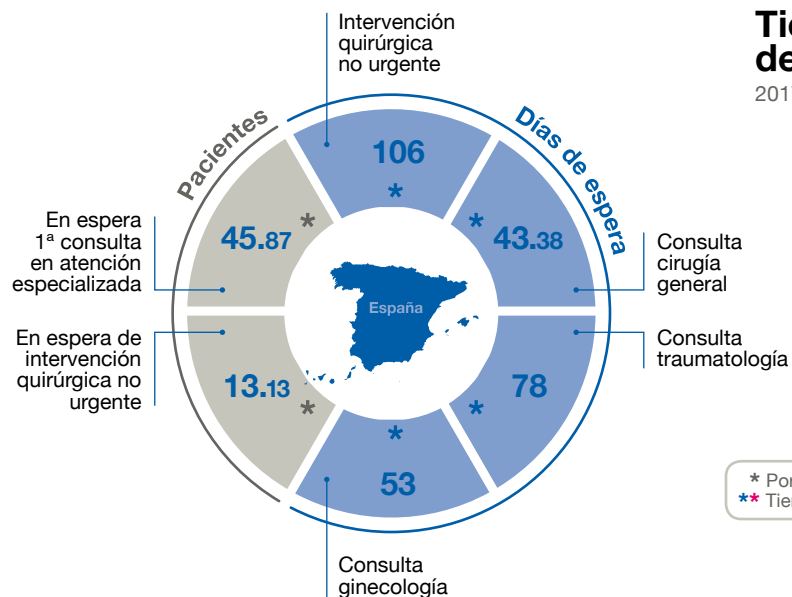 Intervención
quirúrgica
no urgente
Pacientes
Días de espera
106
*
En espera
1ª consulta
en atención
especializada
45.87
*
43.38
*
Consulta
cirugía
general
España
En espera de
intervención
quirúrgica no
urgente
13.13
*
78
*
Consulta
traumatología
53
*
Consulta
ginecología
*
**